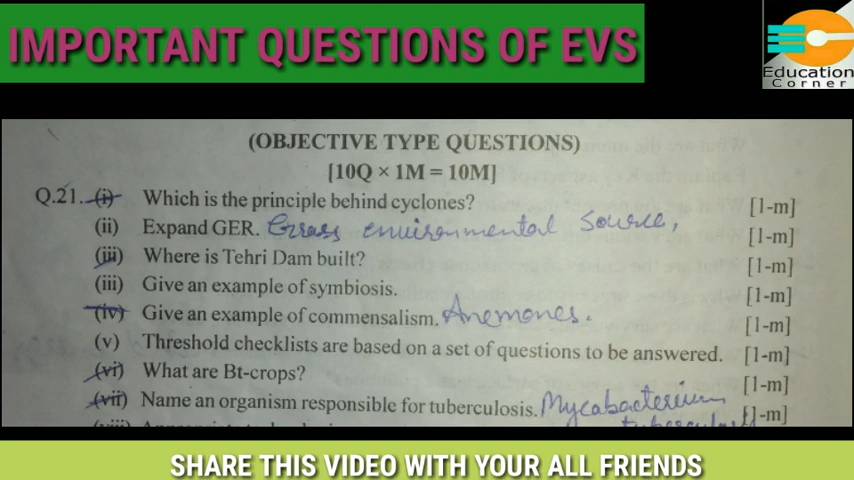 IMPORTANT QUESTIONS OF EVS
Education
Corner
(OBJECTIVE TYPE QUESTIONS)
[10Q × 1M = 10M]
Q.21. (i) Which is the principle behind cyclones? [1-m]
(ii) Expand GER. Gross environmental source, [1-m]
(iii) Where is Tehri Dam built? [1-m]
(iii) Give an example of symbiosis. [1-m]
(iv) Give an example of commensalism. Anemones. [1-m]
(v) Threshold checklists are based on a set of questions to be answered. [1-m]
(vi) What are Bt-crops? [1-m]
(vii) Name an organism responsible for tuberculosis. Mycabacterium [1-m]
SHARE THIS VIDEO WITH YOUR ALL FRIENDS